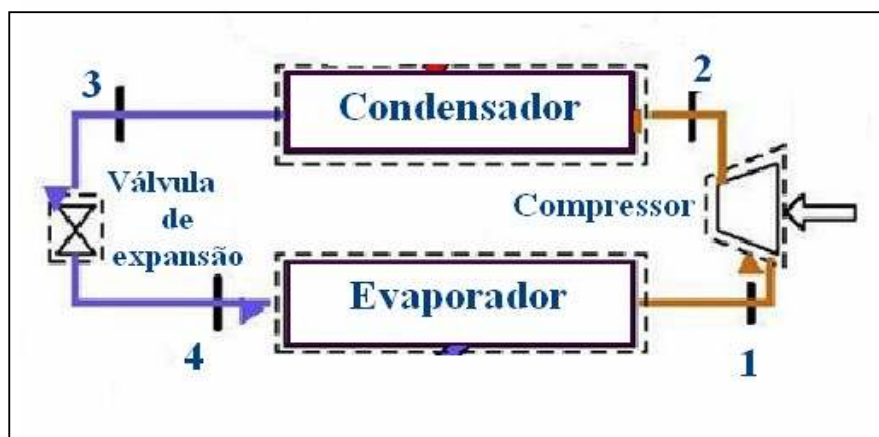 3
Condensador
2
Válvula
de
expansão
Compressor
Evaporador
4
1